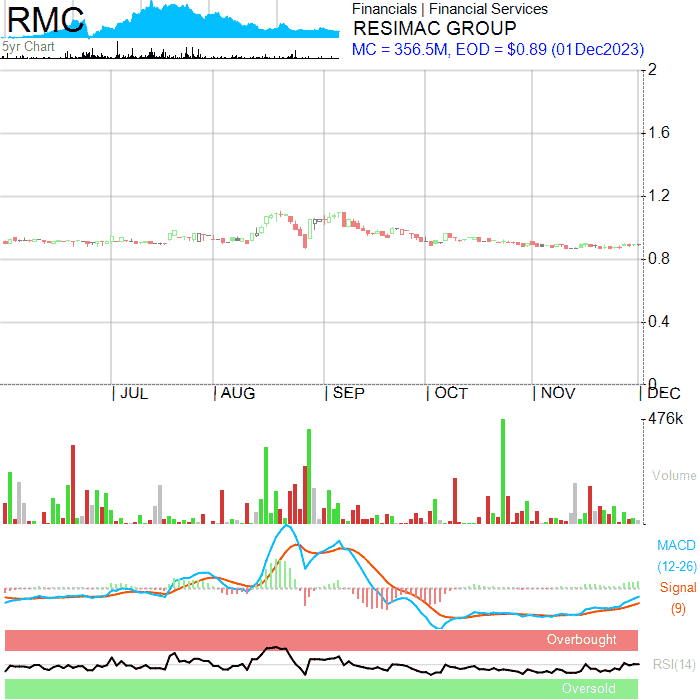 RMC
5yr Chart
Financials | Financial Services
RESIMAC GROUP
MC = 356.5M, EOD = $0.89 (01Dec2023)
2
1.6
1.2
0.8
0.4
0
JUL AUG SEP OCT NOV DEC
476k
Volume
MACD
(12-26)
Signal
(9)
Overbought
RSI(14)
Oversold